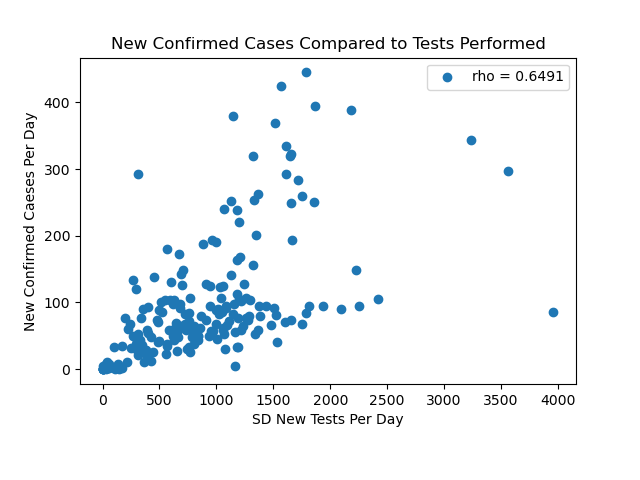 New Confirmed Cases Compared to Tests Performed
rho = 0.6491
New Confirmed Caeses Per Day
400
300
200
100
0
0 500 1000 1500 2000 2500 3000 3500 4000
SD New Tests Per Day